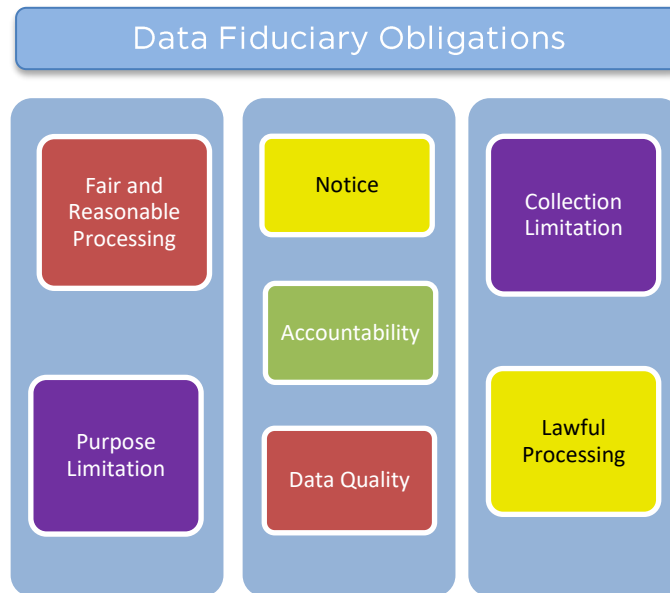 Data Fiduciary Obligations
Fair and
Reasonable
Processing
Purpose
Limitation
Notice
Accountability
Data Quality
Collection
Limitation
Lawful
Processing